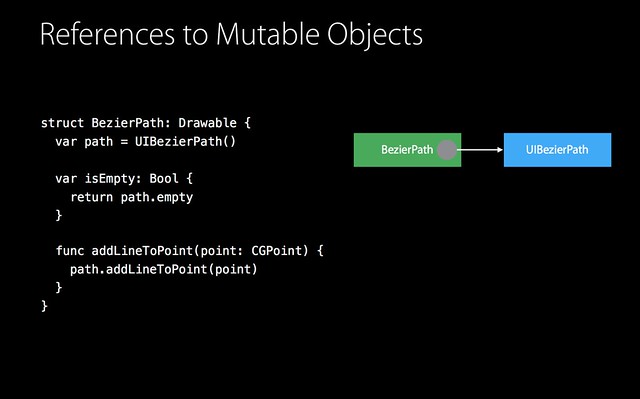 References to Mutable Objects
struct BezierPath: Drawable {
var path = UIBezierPath()
var isEmpty: Bool {
return path.empty
}
func addLineToPoint(point: CGPoint) {
path.addLineToPoint(point)
}
}
BezierPath
UIBezierPath